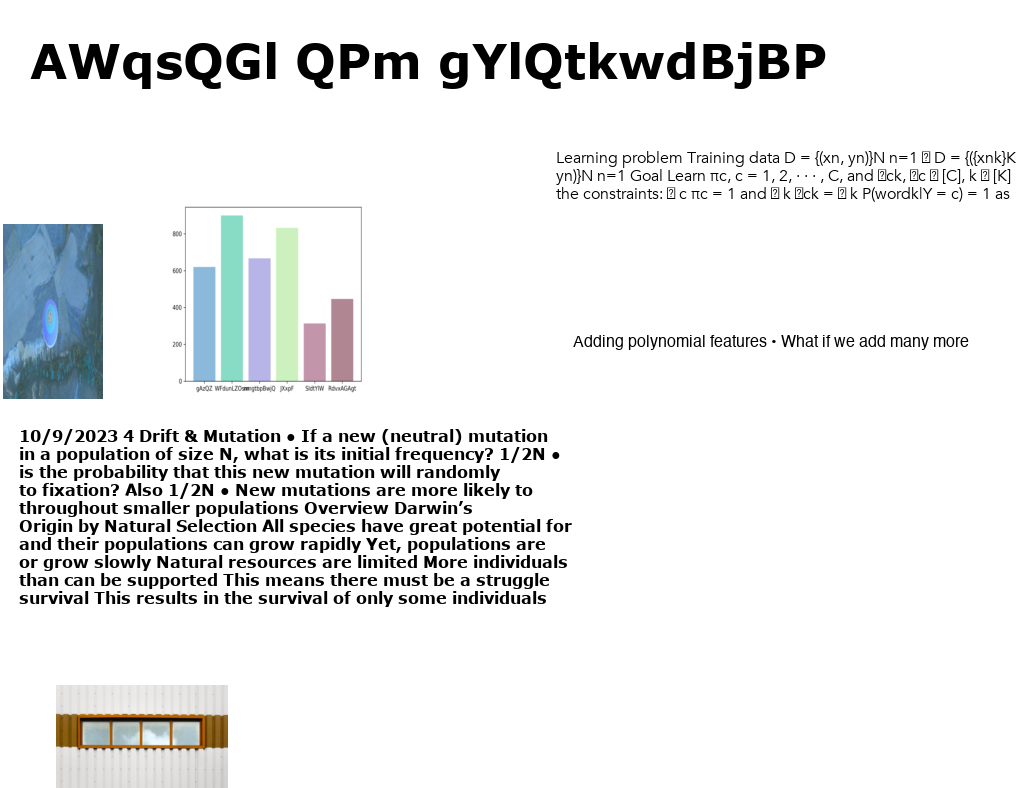 AWqsQGl QPm gYlQtkwdBjBP
Learning problem Training data D = {(xn, yn)}N n=1 ⍰ D = {({xnk}K
yn)}N n=1 Goal Learn πc, c = 1, 2, · · · , C, and ⍰ck, ⍰c ⍰ [C], k ⍰ [K]
the constraints: ⍰ c πc = 1 and ⍰ k ⍰ck = ⍰ k P(wordk|Y = c) = 1 as
800
600
400
200
0
gAzQZ JXxpF SldtYlW RdvxAGAgt
Adding polynomial features • What if we add many more
10/9/2023 4 Drift & Mutation ● If a new (neutral) mutation
in a population of size N, what is its initial frequency? 1/2N ●
is the probability that this new mutation will randomly
to fixation? Also 1/2N ● New mutations are more likely to
throughout smaller populations Overview Darwin’s
Origin by Natural Selection All species have great potential for
and their populations can grow rapidly Yet, populations are
or grow slowly Natural resources are limited More individuals
than can be supported This means there must be a struggle
survival This results in the survival of only some individuals